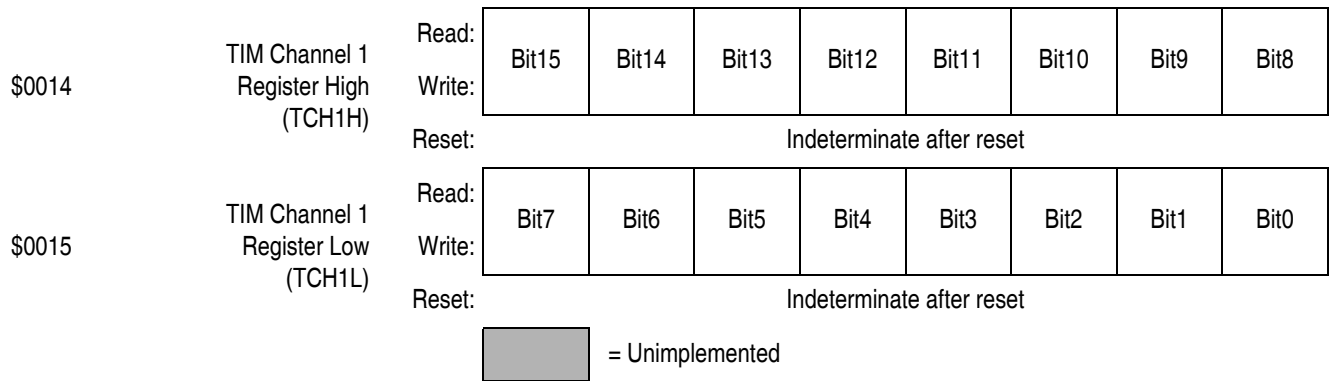 $0014
TIM Channel 1
Register High
(TCH1H)
Read:
Write:
Bit15 Bit14 Bit13 Bit12 Bit11 Bit10 Bit9 Bit8
Reset: Indeterminate after reset
$0015
TIM Channel 1
Register Low
(TCH1L)
Read:
Write:
Bit7 Bit6 Bit5 Bit4 Bit3 Bit2 Bit1 Bit0
Reset: Indeterminate after reset
= Unimplemented